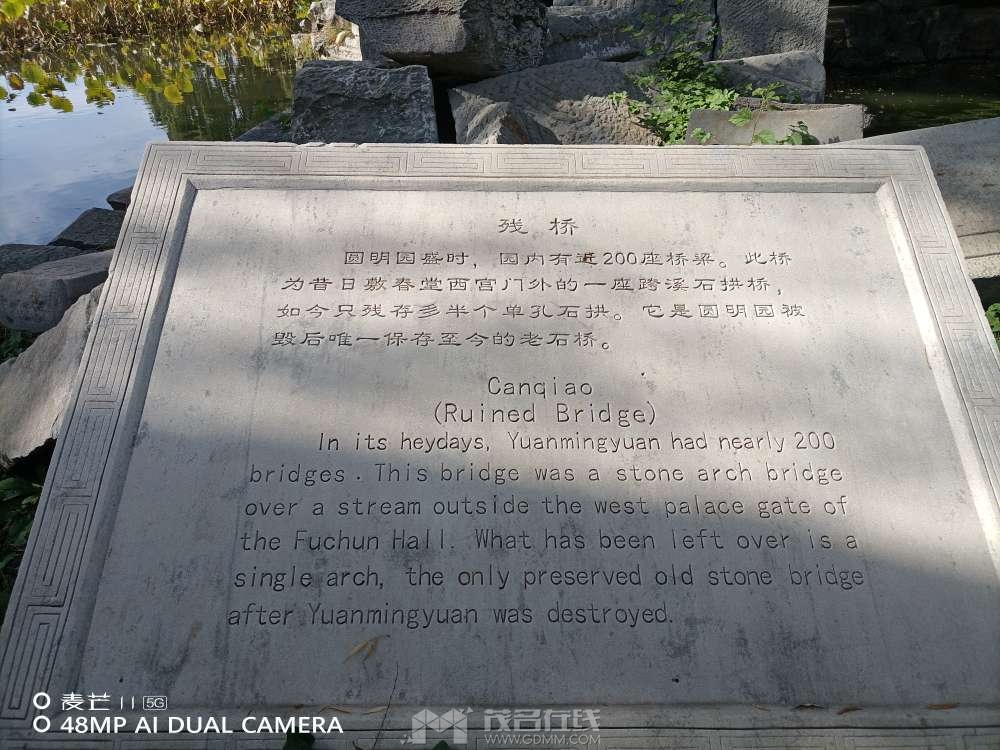 残 桥
圆明园盛时，园内有近200座桥梁。此桥
为昔日敷春堂西宫门外的一座跨溪石拱桥，
如今只残存多半个单孔石拱。它是圆明园被
毁后唯一保存至今的老石桥。
Canqiao
(Ruined Bridge)
In its heydays, Yuanmingyuan had nearly 200
bridges. This bridge was a stone arch bridge
over a stream outside the west palace gate of
the Fuchun Hall. What has been left over is a
single arch, the only preserved old stone bridge
after Yuanmingyuan was destroyed.
麦芒 11 5G
48MP AI DUAL CAMERA
茂名在线
WWW.GDMM.COM